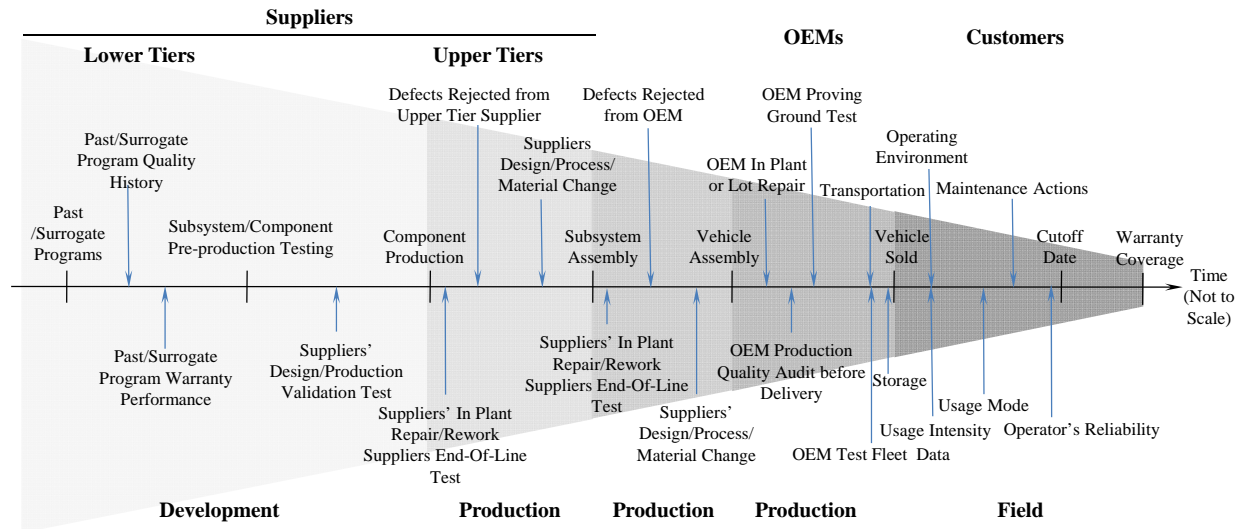 Suppliers
OEMs
Customers
Lower Tiers
Upper Tiers
Defects Rejected from
Upper Tier Supplier
Defects Rejected
from OEM
OEM Proving
Ground Test
Past/Surrogate
Program Quality
History
Suppliers
Design/Process/
Material Change
OEM In Plant
or Lot Repair
Operating
Environment
Transportation
Maintenance Actions
Past
/Surrogate
Programs
Subsystem/Component
Pre-production Testing
Component
Production
Subsystem
Assembly
Vehicle
Assembly
Vehicle
Sold
Cutoff
Date
Warranty
Coverage
Time
(Not to
Scale)
Past/Surrogate
Program Warranty
Performance
Suppliers’
Design/Production
Validation Test
Suppliers’ In Plant
Repair/Rework
Suppliers End-Of-Line
Test
Suppliers’ In Plant
Repair/Rework
Suppliers End-Of-Line
Test
Suppliers’
Design/Process/
Material Change
OEM Production
Quality Audit before
Delivery
Storage
Usage Mode
Usage Intensity
Operator’s Reliability
OEM Test Fleet Data
Development
Production
Production
Production
Field